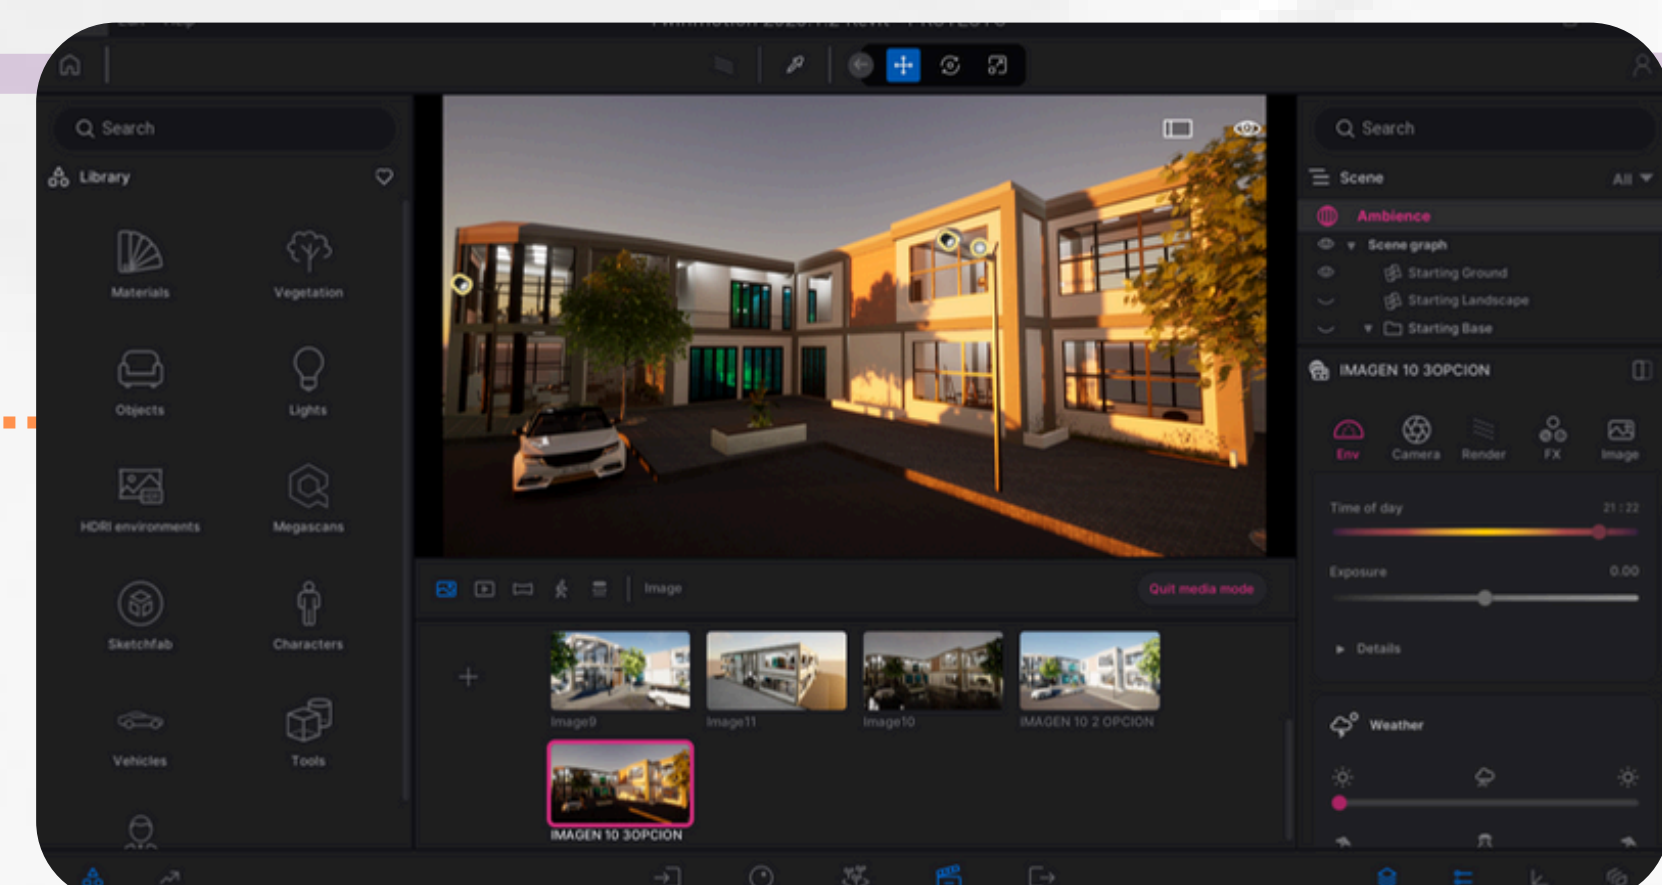 Search
Library
Materials
Vegetation
Objects
Lights
HDRI environments
Megascans
Sketchfab
Characters
Vehicles
Tools
Image
Quit media mode
Image9
Image11
Image10
IMAGEN 10 2 OPCION
IMAGEN 10 3OPCION
Search
Scene
All
Ambience
Scene graph
Starting Ground
Starting Landscape
Starting Base
IMAGEN 10 3OPCION
Env
Camera
Render
FX
Image
Time of day
21 : 22
Exposure
0.00
Details
Weather